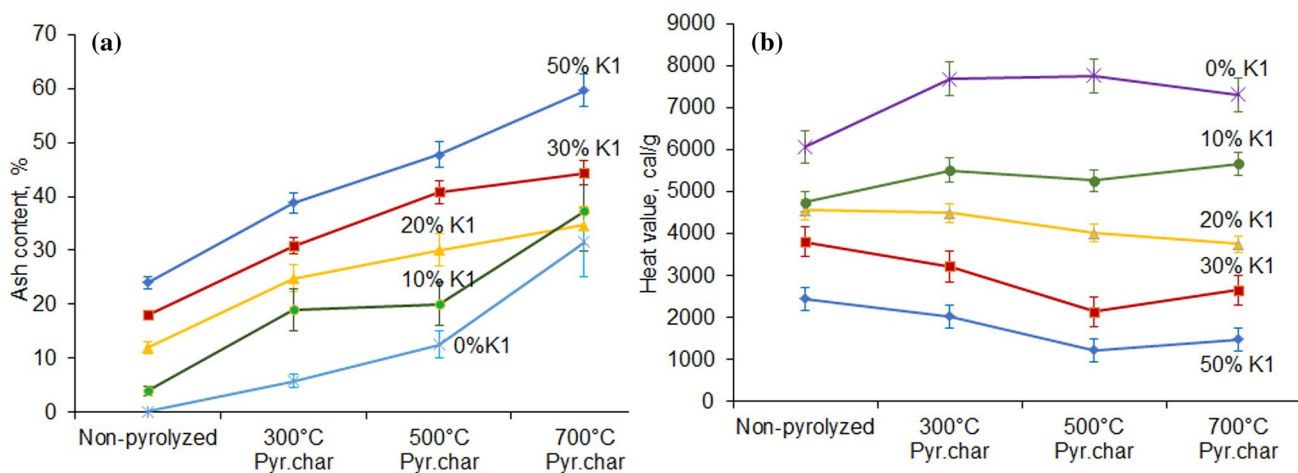 (a)
Ash content, %
70
60
50
40
30
20
10
0
50% K1
30% K1
20% K1
10% K1
0%K1
Non-pyrolyzed
300°C
Pyr.char
500°C
Pyr.char
700°C
Pyr.char
(b)
Heat value, cal/g
9000
8000
7000
6000
5000
4000
3000
2000
1000
0
0% K1
10% K1
20% K1
30% K1
50% K1
Non-pyrolyzed
300°C
Pyr.char
500°C
Pyr.char
700°C
Pyr.char